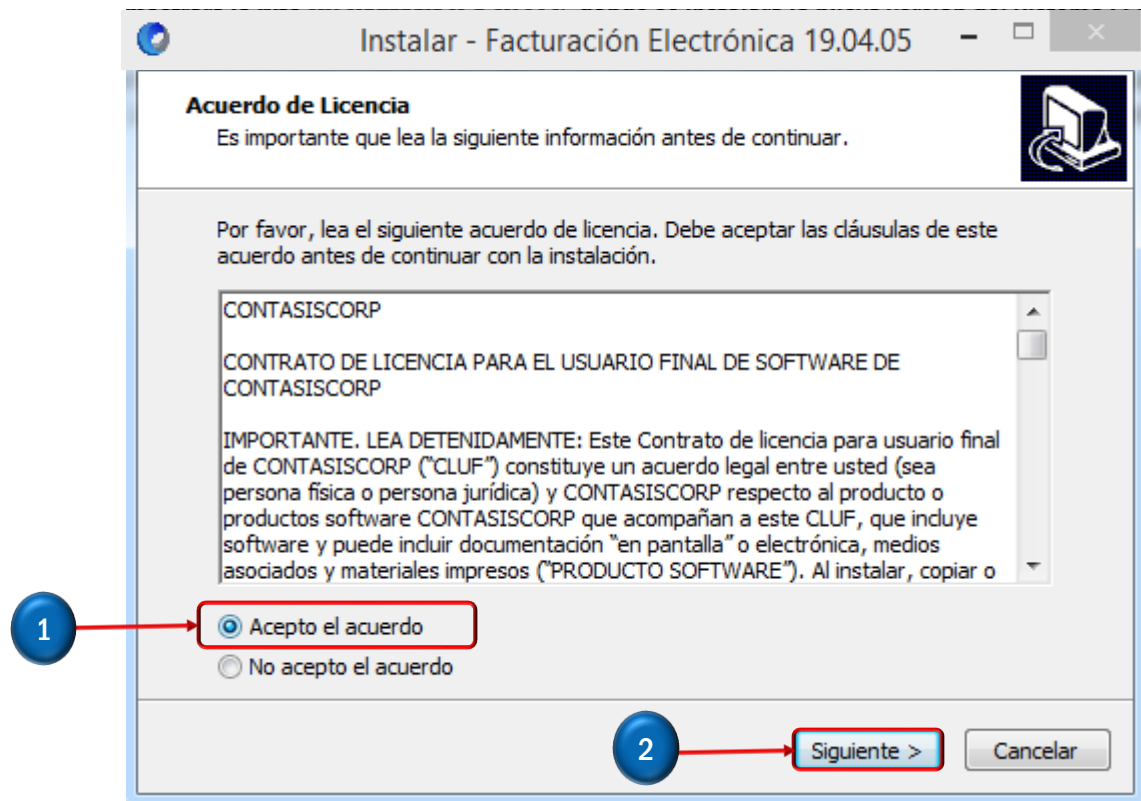 Instalar - Facturación Electrónica 19.04.05
Acuerdo de Licencia
Es importante que lea la siguiente información antes de continuar.
Por favor, lea el siguiente acuerdo de licencia. Debe aceptar las cláusulas de este
acuerdo antes de continuar con la instalación.
CONTASISCORP
CONTRATO DE LICENCIA PARA EL USUARIO FINAL DE SOFTWARE DE
CONTASISCORP
IMPORTANTE. LEA DETENIDAMENTE: Este Contrato de licencia para usuario final
de CONTASISCORP ("CLUF") constituye un acuerdo legal entre usted (sea
persona física o persona jurídica) y CONTASISCORP respecto al producto o
productos software CONTASISCORP que acompañan a este CLUF, que incluye
software y puede incluir documentación "en pantalla" o electrónica, medios
asociados y materiales impresos ("PRODUCTO SOFTWARE"). Al instalar, copiar o
1
Acepto el acuerdo
No acepto el acuerdo
2
Siguiente >
Cancelar